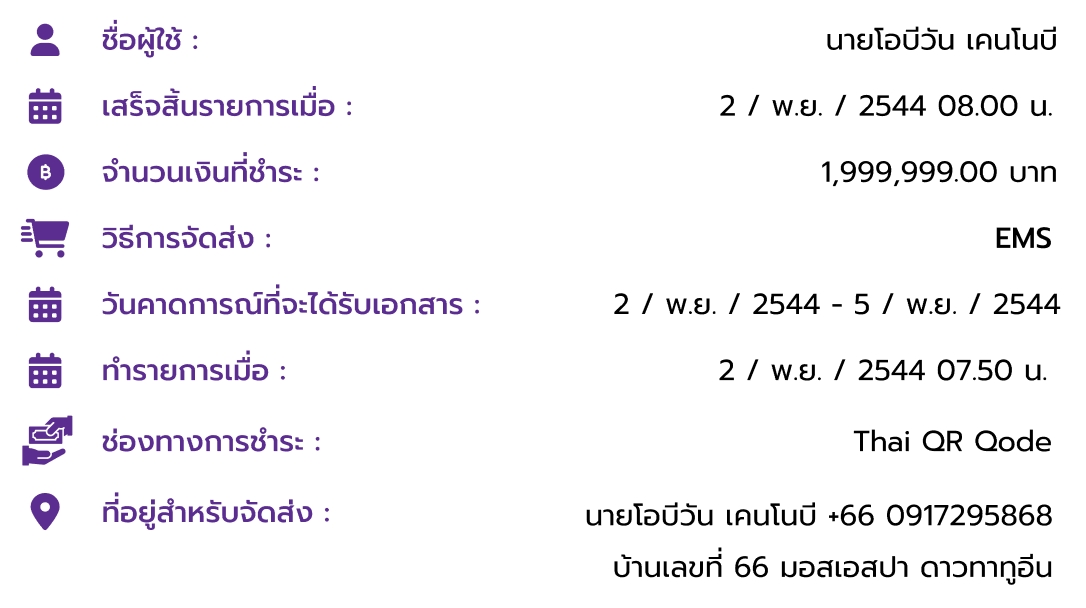 ชื่อผู้ใช้ : นายโอบีวัน เคนโนบี
เสร็จสิ้นรายการเมื่อ : 2 / พ.ย. / 2544 08.00 น.
จำนวนเงินที่ชำระ : 1,999,999.00 บาท
วิธีการจัดส่ง : EMS
วันคาดการณ์ที่จะได้รับเอกสาร : 2 / พ.ย. / 2544 - 5 / พ.ย. / 2544
ทำรายการเมื่อ : 2 / พ.ย. / 2544 07.50 น.
ช่องทางการชำระ : Thai QR Qode
ที่อยู่สำหรับจัดส่ง : นายโอบีวัน เคนโนบี +66 0917295868
บ้านเลขที่ 66 มอสเอสปา ดาวทาทูอีน